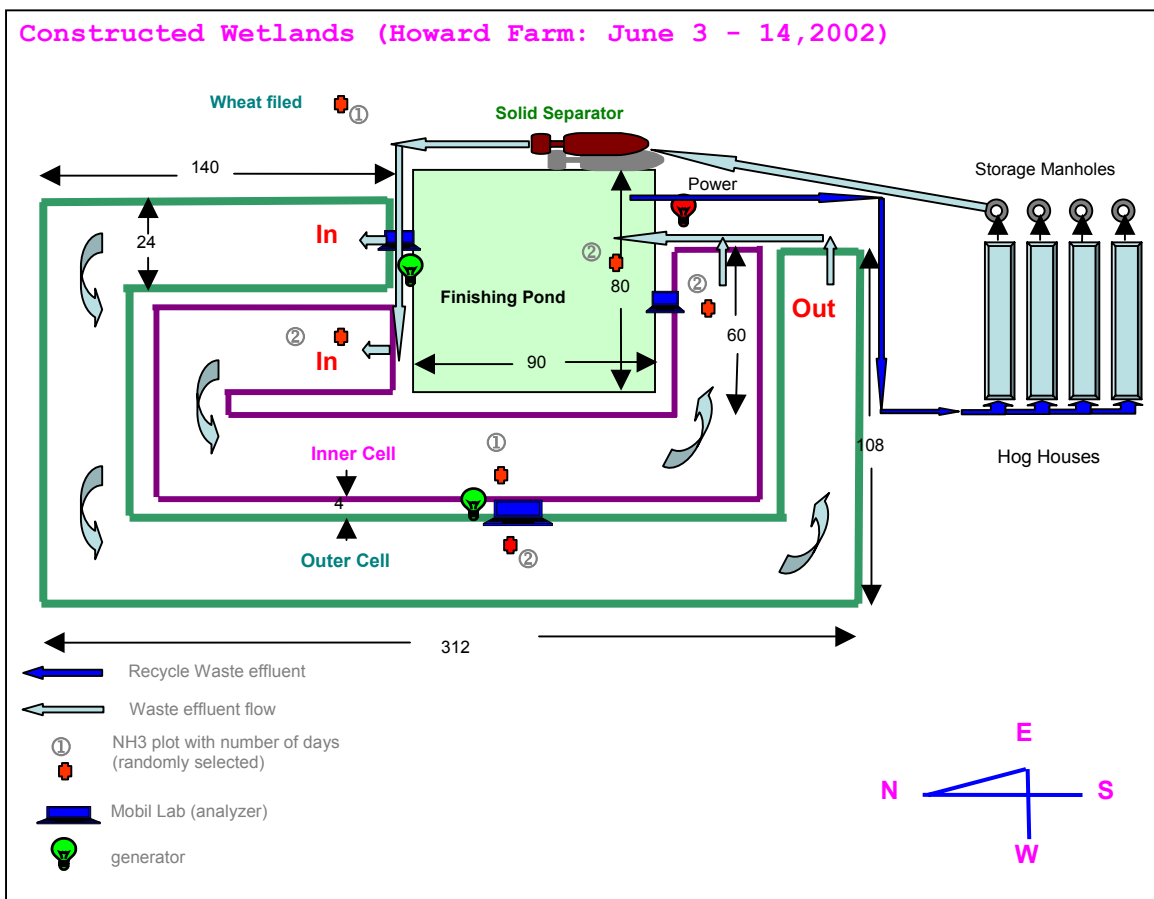 Constructed Wetlands (Howard Farm: June 3 - 14,2002)
Wheat filed
①
Solid Separator
140
Power
Storage Manholes
24
In
②
Finishing Pond
80
②
Out
②
In
90
60
108
①
Inner Cell
Hog Houses
4
Outer Cell
②
312
Recycle Waste effluent
Waste effluent flow
①
NH3 plot with number of days
(randomly selected)
Mobil Lab (analyzer)
generator
E
N
S
W